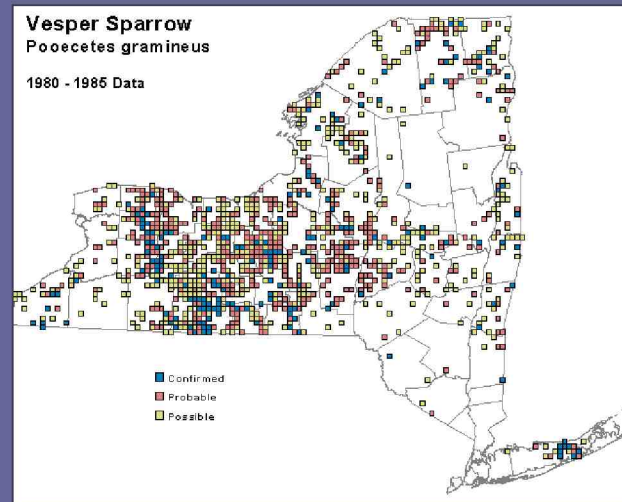 Vesper Sparrow
Pooecetes gramineus
1980 - 1985 Data
Confirmed
Probable
Possible